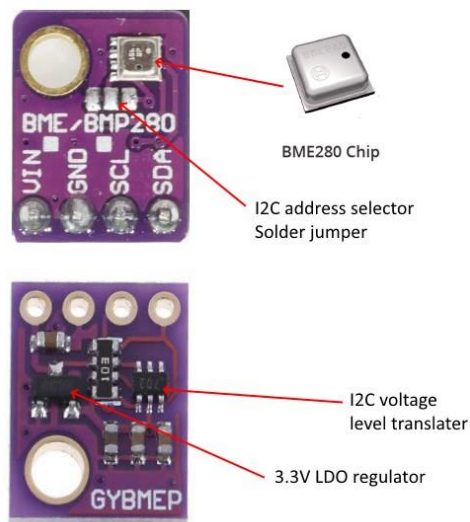 BME/BMP280
VIN GND SCL SDA
BME280 Chip
I2C address selector
Solder jumper
103
I2C voltage
level translater
3.3V LDO regulator
GYBMEP